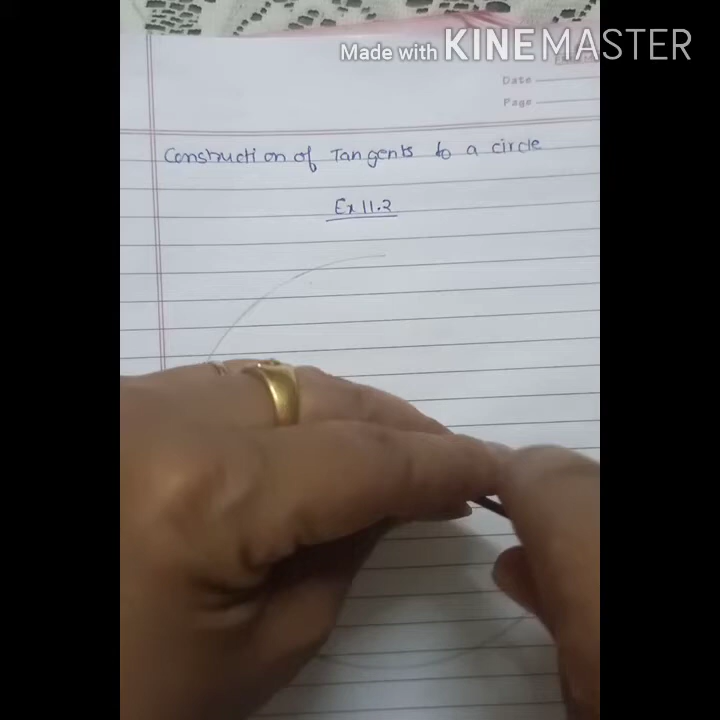 Made with KINEMASTER
Date
Page
Construction of Tangents to a circle
Ex 11.2